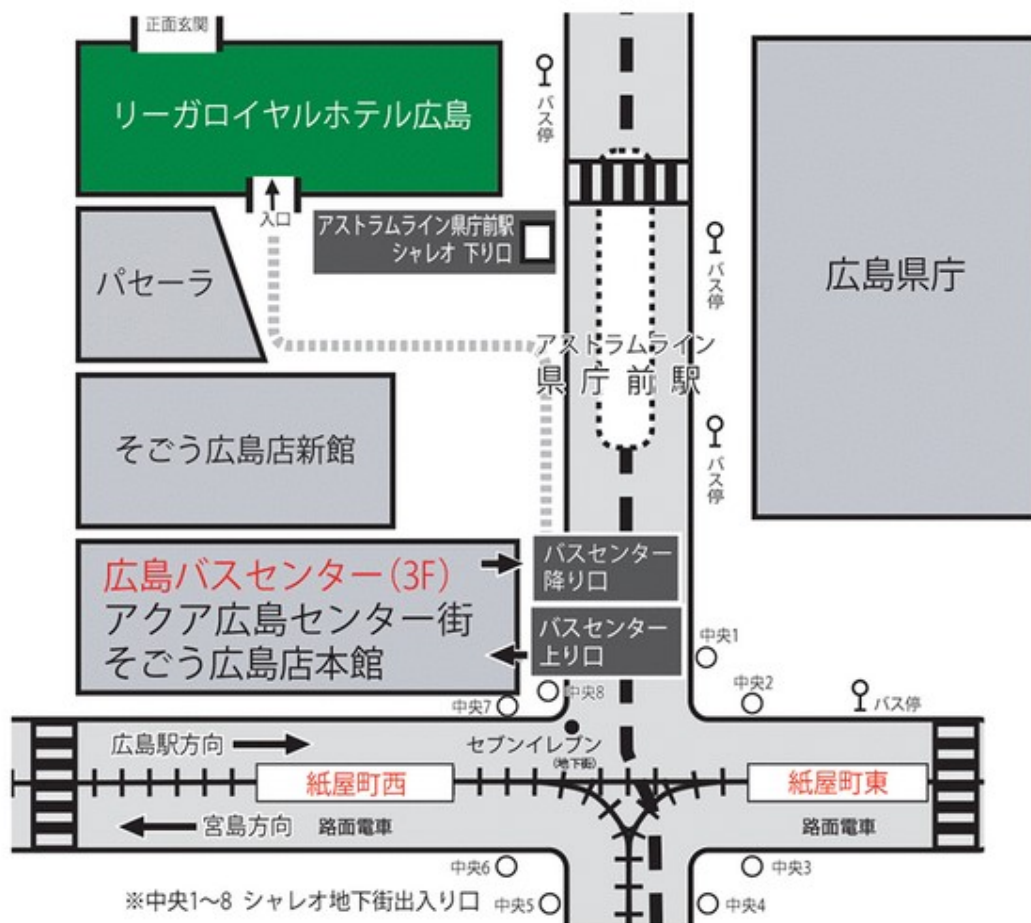 正面玄関
リーガロイヤルホテル広島
入口
バス停
アストラムライン県庁前駅
シャレオ 下り口
パセーラ
バス停
広島県庁
アストラムライン
県庁前駅
そごう広島店新館
バス停
広島バスセンター(3F)
アクア広島センター街
そごう広島店本館
バスセンター
降り口
バスセンター
上り口
中央1
中央2
バス停
中央7
中央8
セブンイレブン
(地下街)
広島駅方向
紙屋町西
紙屋町東
宮島方向
路面電車
路面電車
中央6
中央3
※中央1~8 シャレオ地下街出入り口
中央5
中央4